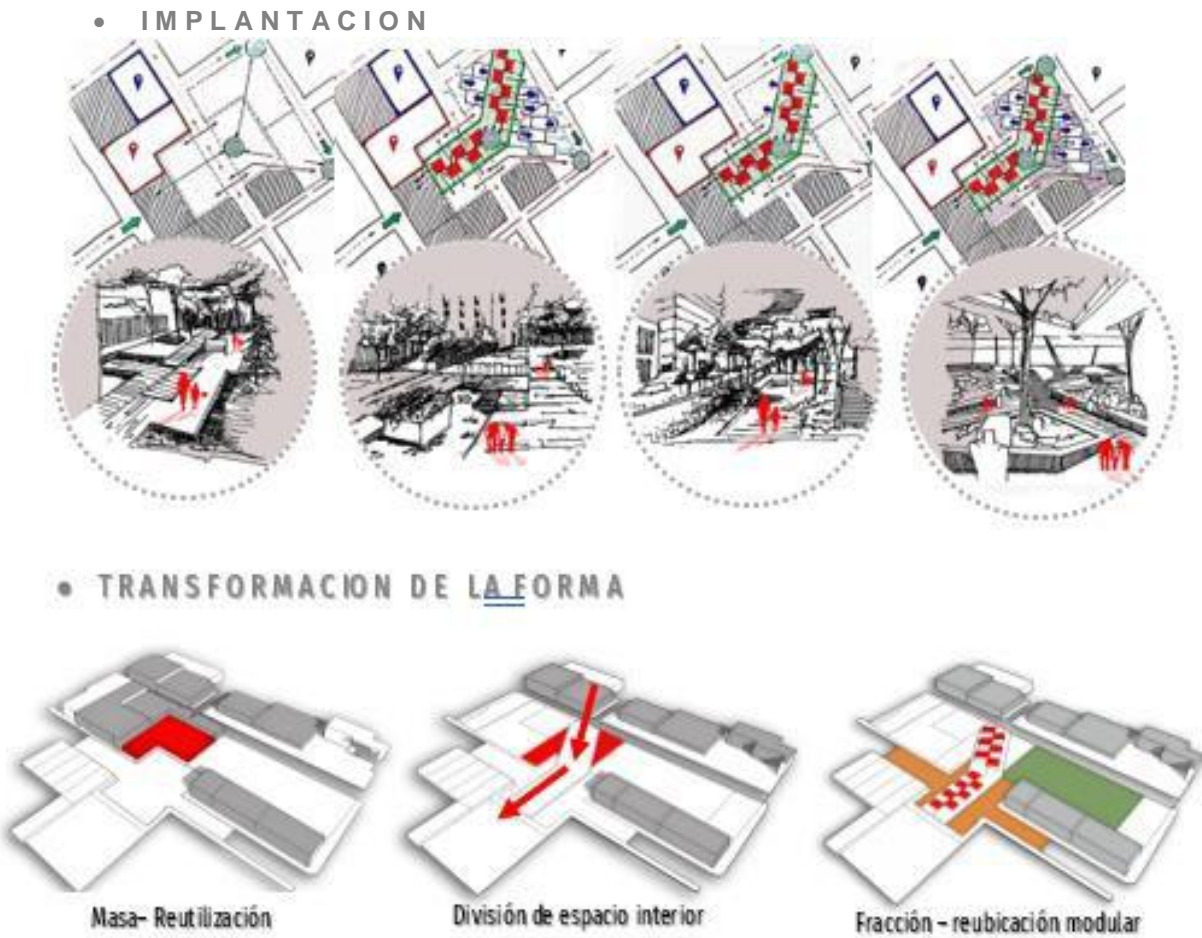 • IMPLANTACION
• TRANSFORMACION DE LA FORMA
Masa– Reutilización
División de espacio interior
Fracción – reubicación modular